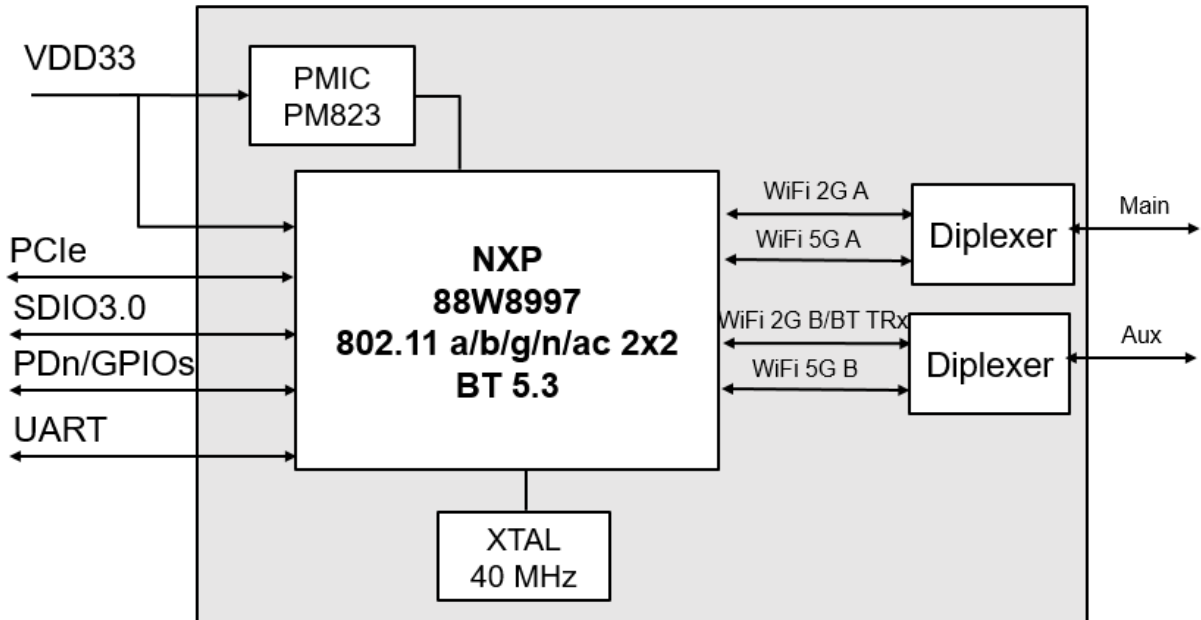 VDD33
PMIC
PM823
PCIe
SDIO3.0
PDn/GPIOs
UART
NXP
88W8997
802.11 a/b/g/n/ac 2x2
BT 5.3
XTAL
40 MHz
WiFi 2G A
WiFi 5G A
WiFi 2G B/BT TRx
WiFi 5G B
Diplexer
Main
Diplexer
Aux